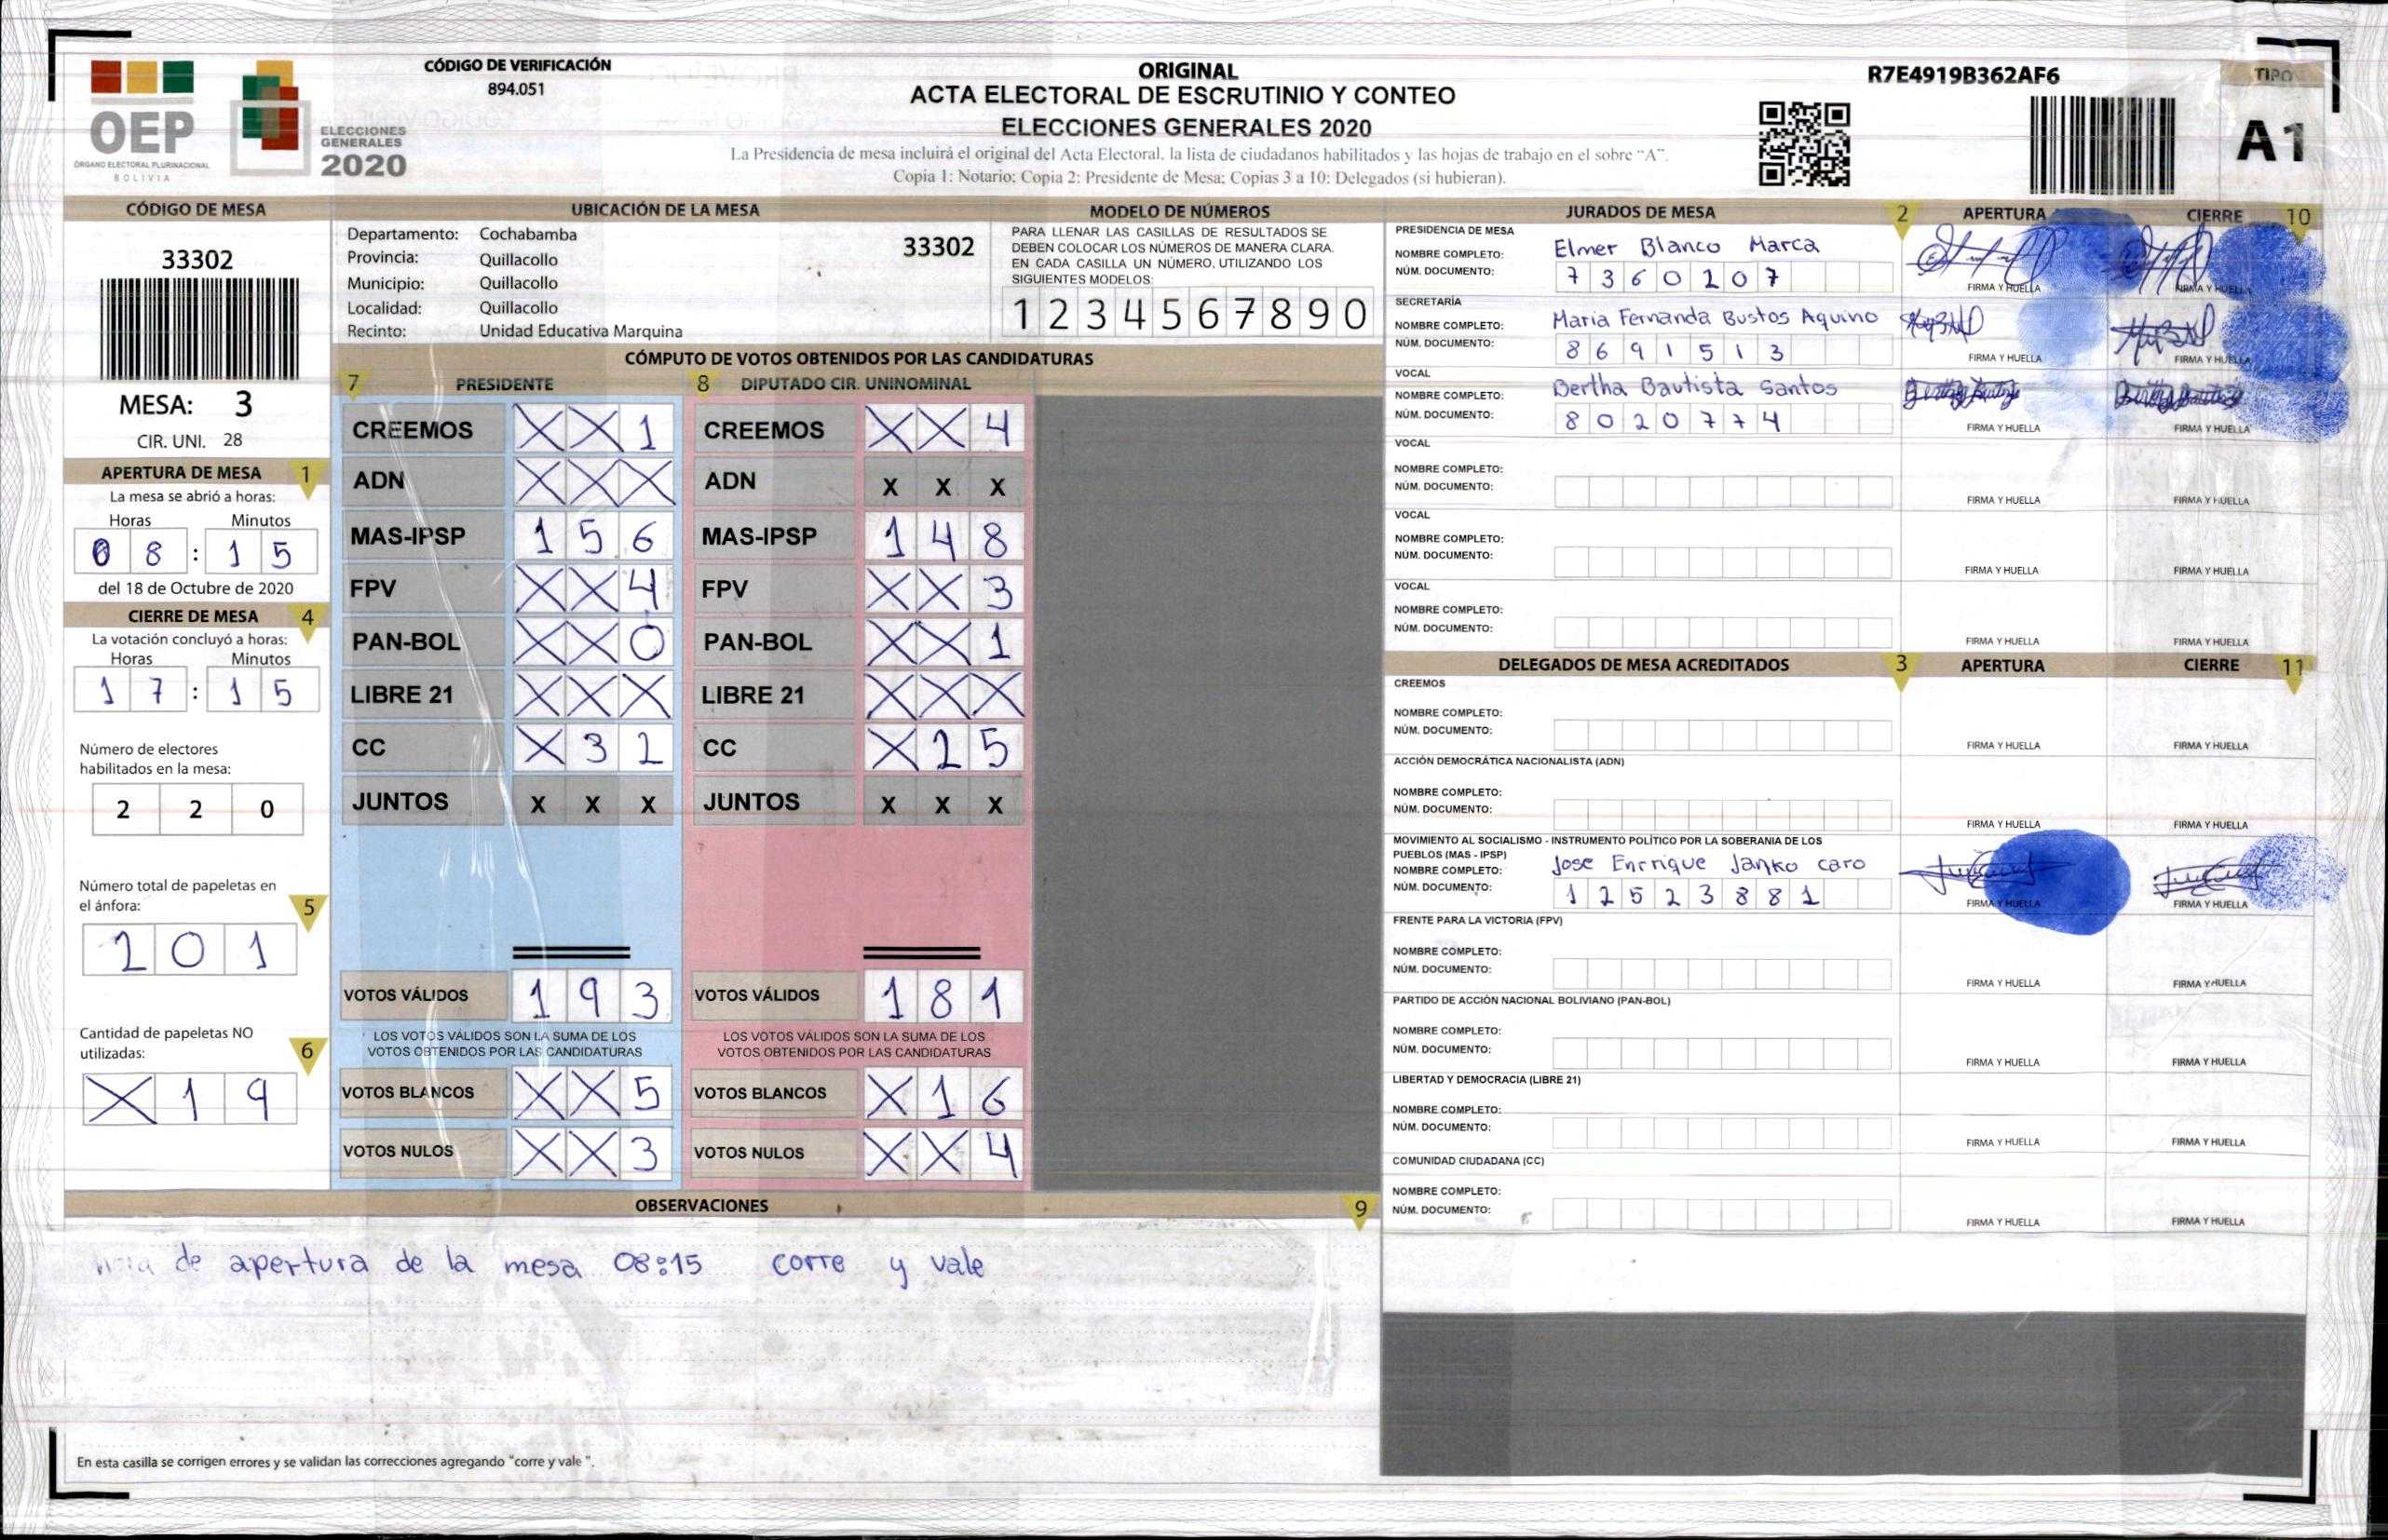 CÓDIGO DE VERIFICACIÓN
894.051
OEP
ÓRGANO ELECTORAL PLURINACIONAL
BOLIVIA
ELECCIONES
GENERALES
2020
ORIGINAL
ACTA ELECTORAL DE ESCRUTINIO Y CONTEO
ELECCIONES GENERALES 2020
La Presidencia de mesa incluirá el original del Acta Electoral, la lista de ciudadanos habilitados y las hojas de trabajo en el sobre "A".
Copia 1: Notario; Copia 2: Presidente de Mesa; Copias 3 a 10: Delegados (si hubieran).
R7E4919B362AF6
TIPO
A1
CÓDIGO DE MESA
33302
MESA: 3
CIR. UNI. 28
APERTURA DE MESA 1
La mesa se abrió a horas:
Horas Minutos
0 8 : 1 5
del 18 de Octubre de 2020
CIERRE DE MESA 4
La votación concluyó a horas:
Horas Minutos
1 7 : 1 5
Número de electores
habilitados en la mesa:
2 2 0
Número total de papeletas en
el ánfora: 5
2 0 1
Cantidad de papeletas NO
utilizadas: 6
X 1 9
UBICACIÓN DE LA MESA
Departamento: Cochabamba 33302
Provincia: Quillacollo
Municipio: Quillacollo
Localidad: Quillacollo
Recinto: Unidad Educativa Marquina
MODELO DE NÚMEROS
PARA LLENAR LAS CASILLAS DE RESULTADOS SE
DEBEN COLOCAR LOS NÚMEROS DE MANERA CLARA.
EN CADA CASILLA UN NÚMERO, UTILIZANDO LOS
SIGUIENTES MODELOS:
1 2 3 4 5 6 7 8 9 0
CÓMPUTO DE VOTOS OBTENIDOS POR LAS CANDIDATURAS
7 PRESIDENTE
CREEMOS X X 1
ADN X X X
MAS-IPSP 1 5 6
FPV X X 4
PAN-BOL X X 0
LIBRE 21 X X X
CC X 3 2
JUNTOS X X X
VOTOS VÁLIDOS 1 9 3
LOS VOTOS VÁLIDOS SON LA SUMA DE LOS
VOTOS OBTENIDOS POR LAS CANDIDATURAS
VOTOS BLANCOS X X 5
VOTOS NULOS X X 3
8 DIPUTADO CIR. UNINOMINAL
CREEMOS X X 4
ADN X X X
MAS-IPSP 1 4 8
FPV X X 3
PAN-BOL X X 1
LIBRE 21 X X X
CC X 2 5
JUNTOS X X X
VOTOS VÁLIDOS 1 8 1
LOS VOTOS VÁLIDOS SON LA SUMA DE LOS
VOTOS OBTENIDOS POR LAS CANDIDATURAS
VOTOS BLANCOS X 1 6
VOTOS NULOS X X 4
OBSERVACIONES 9
hora de apertura de la mesa 08:15 corre y vale
En esta casilla se corrigen errores y se validan las correcciones agregando "corre y vale ".
JURADOS DE MESA 2 APERTURA CIERRE 10
PRESIDENCIA DE MESA
NOMBRE COMPLETO: Elmer Blanco Marca
NÚM. DOCUMENTO: 7 3 6 0 2 0 7
FIRMA Y HUELLA FIRMA Y HUELLA
SECRETARÍA
NOMBRE COMPLETO: Maria Fernanda Bustos Aquino
NÚM. DOCUMENTO: 8 6 9 1 5 1 3
FIRMA Y HUELLA FIRMA Y HUELLA
VOCAL
NOMBRE COMPLETO: Bertha Bautista Santos
NÚM. DOCUMENTO: 8 0 2 0 7 7 4
FIRMA Y HUELLA FIRMA Y HUELLA
VOCAL
NOMBRE COMPLETO:
NÚM. DOCUMENTO:
FIRMA Y HUELLA FIRMA Y HUELLA
VOCAL
NOMBRE COMPLETO:
NÚM. DOCUMENTO:
FIRMA Y HUELLA FIRMA Y HUELLA
VOCAL
NOMBRE COMPLETO:
NÚM. DOCUMENTO:
FIRMA Y HUELLA FIRMA Y HUELLA
DELEGADOS DE MESA ACREDITADOS 3 APERTURA CIERRE 11
CREEMOS
NOMBRE COMPLETO:
NÚM. DOCUMENTO:
FIRMA Y HUELLA FIRMA Y HUELLA
ACCIÓN DEMOCRÁTICA NACIONALISTA (ADN)
NOMBRE COMPLETO:
NÚM. DOCUMENTO:
FIRMA Y HUELLA FIRMA Y HUELLA
MOVIMIENTO AL SOCIALISMO - INSTRUMENTO POLÍTICO POR LA SOBERANIA DE LOS
PUEBLOS (MAS - IPSP)
NOMBRE COMPLETO: Jose Enrrique Janko caro
NÚM. DOCUMENTO: 1 2 5 2 3 8 8 1
FIRMA Y HUELLA FIRMA Y HUELLA
FRENTE PARA LA VICTORIA (FPV)
NOMBRE COMPLETO:
NÚM. DOCUMENTO:
FIRMA Y HUELLA FIRMA Y HUELLA
PARTIDO DE ACCIÓN NACIONAL BOLIVIANO (PAN-BOL)
NOMBRE COMPLETO:
NÚM. DOCUMENTO:
FIRMA Y HUELLA FIRMA Y HUELLA
LIBERTAD Y DEMOCRACIA (LIBRE 21)
NOMBRE COMPLETO:
NÚM. DOCUMENTO:
FIRMA Y HUELLA FIRMA Y HUELLA
COMUNIDAD CIUDADANA (CC)
NOMBRE COMPLETO:
NÚM. DOCUMENTO:
FIRMA Y HUELLA FIRMA Y HUELLA